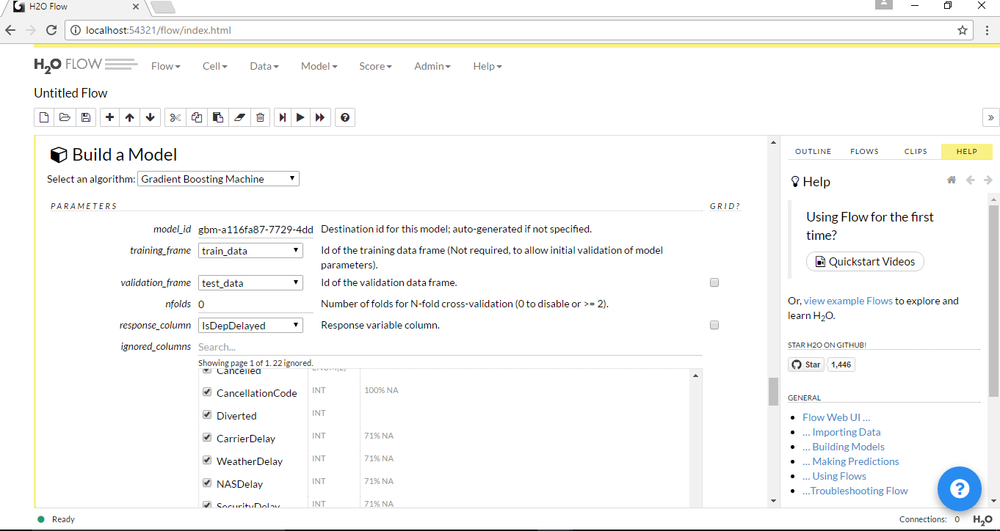 H2O Flow
localhost:54321/flow/index.html
H2O FLOW
Flow Cell Data Model Score Admin Help
Untitled Flow
OUTLINE FLOWS CLIPS HELP
Build a Model
Select an algorithm: Gradient Boosting Machine
PARAMETERS GRID?
model_id gbm-a116fa87-7729-4dd Destination id for this model; auto-generated if not specified.
training_frame train_data Id of the training data frame (Not required, to allow initial validation of model
parameters).
validation_frame test_data Id of the validation data frame.
nfolds 0 Number of folds for N-fold cross-validation (0 to disable or >= 2).
response_column IsDepDelayed Response variable column.
ignored_columns Search...
Showing page 1 of 1. 22 ignored.
Cancelled ENUM(2)
CancellationCode INT 100% NA
Diverted INT
CarrierDelay INT 71% NA
WeatherDelay INT 71% NA
NASDelay INT 71% NA
SecurityDelay INT 71% NA
Help
Using Flow for the first
time?
Quickstart Videos
Or, view example Flows to explore and
learn H2O.
STAR H2O ON GITHUB!
Star 1,446
GENERAL
Flow Web UI ...
... Importing Data
... Building Models
... Making Predictions
... Using Flows
...Troubleshooting Flow
Ready
Connections: 0 H2O